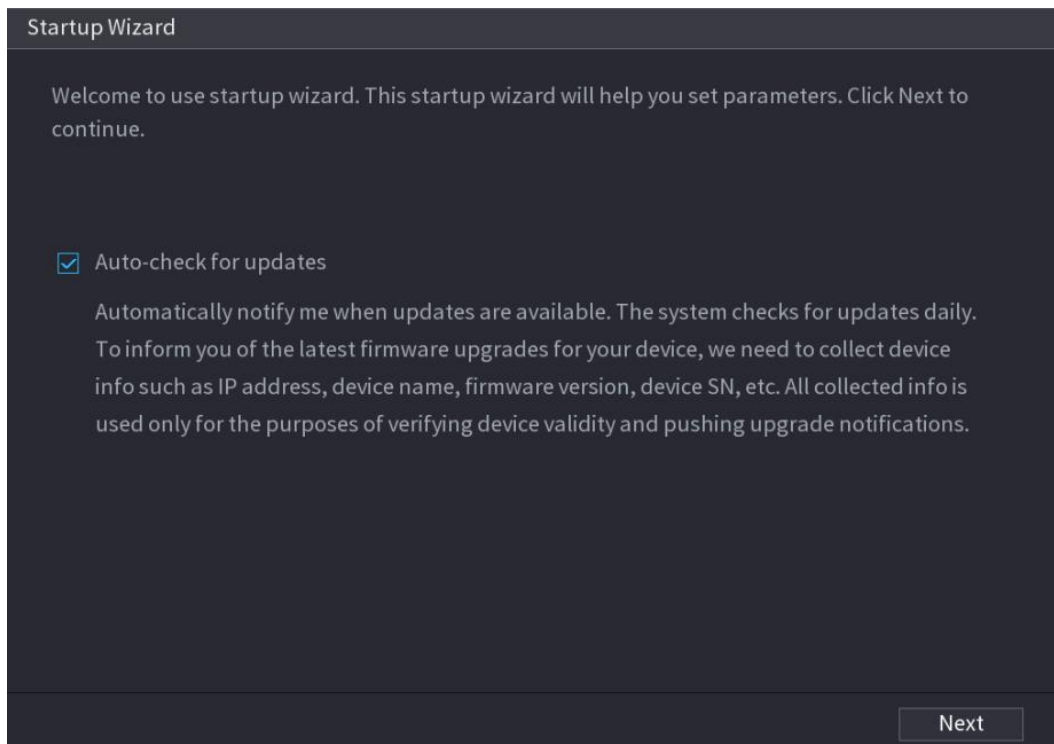 Startup Wizard
Welcome to use startup wizard. This startup wizard will help you set parameters. Click Next to
continue.
Auto-check for updates
Automatically notify me when updates are available. The system checks for updates daily.
To inform you of the latest firmware upgrades for your device, we need to collect device
info such as IP address, device name, firmware version, device SN, etc. All collected info is
used only for the purposes of verifying device validity and pushing upgrade notifications.
Next